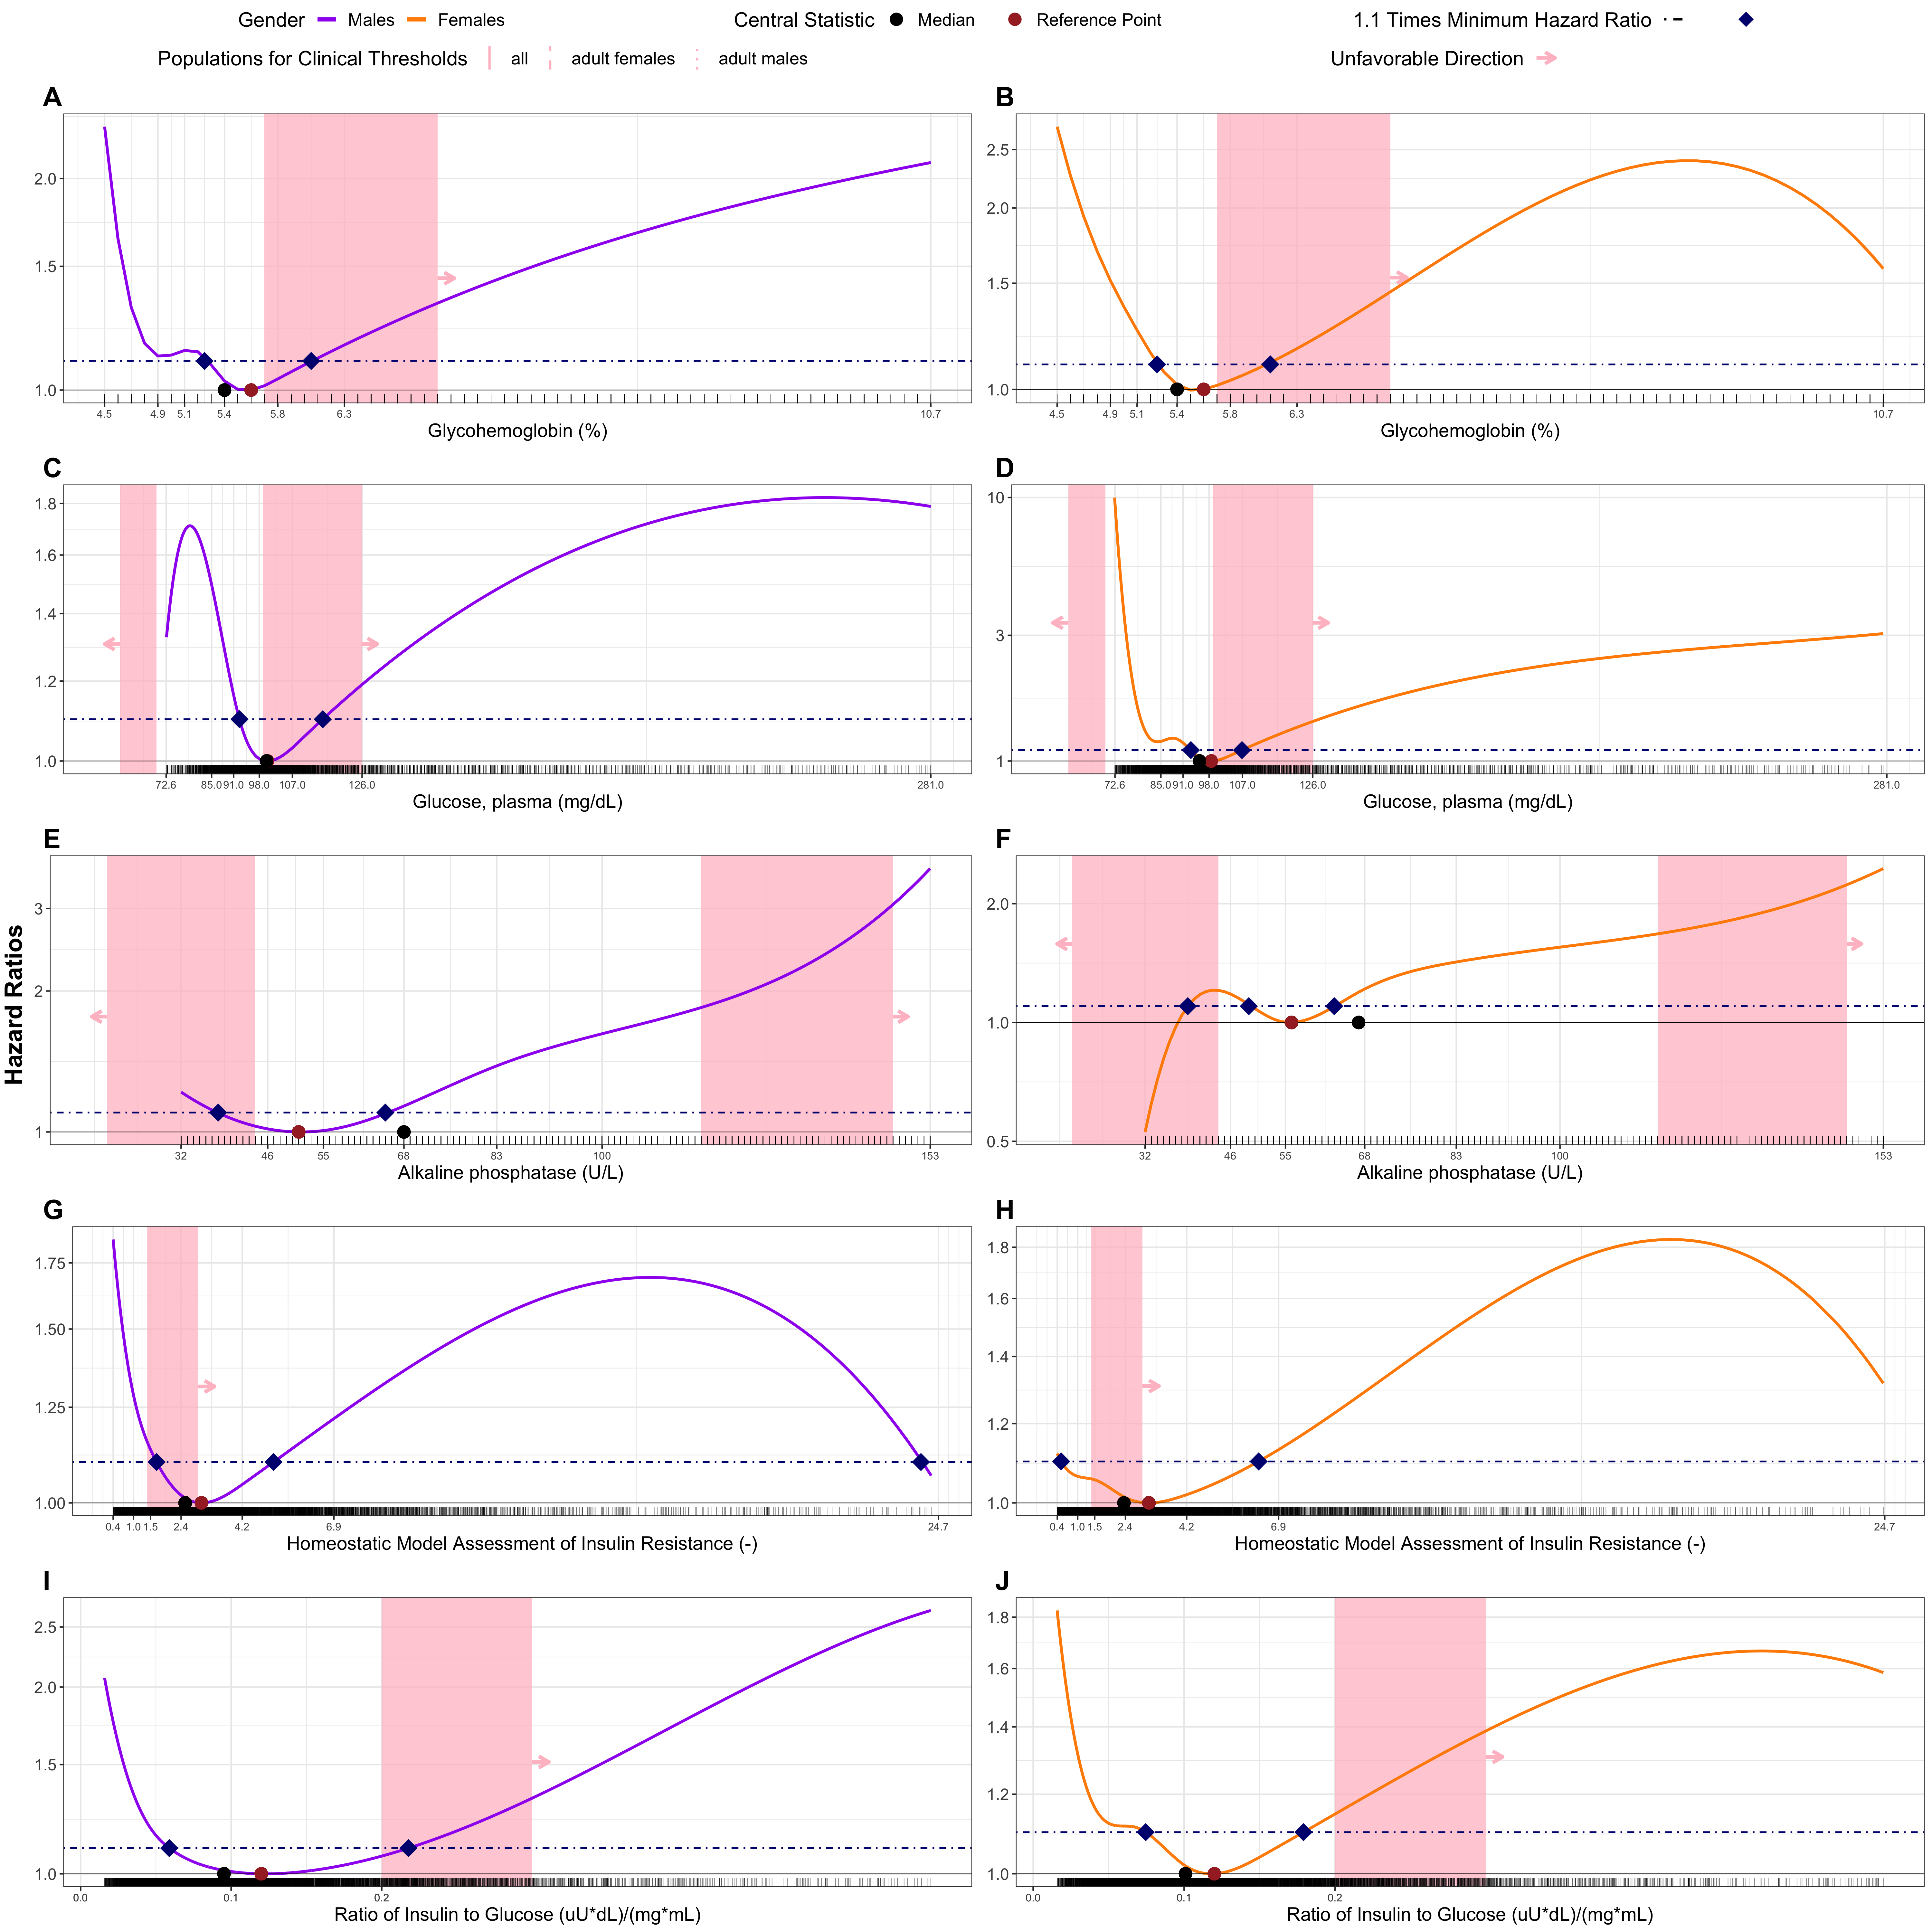 Gender Males Females Central Statistic Median Reference Point 1.1 Times Minimum Hazard Ratio
Populations for Clinical Thresholds all adult females adult males Unfavorable Direction
Hazard Ratios
A
2.0
1.5
1.0
4.5 4.9 5.1 5.4 5.8 6.3 10.7
Glycohemoglobin (%)
B
2.5
2.0
1.5
1.0
4.5 4.9 5.1 5.4 5.8 6.3 10.7
Glycohemoglobin (%)
C
1.8
1.6
1.4
1.2
1.0
72.6 85.0 91.0 98.0 107.0 126.0 281.0
Glucose, plasma (mg/dL)
D
10
3
1
72.6 85.0 91.0 98.0 107.0 126.0 281.0
Glucose, plasma (mg/dL)
E
3
2
1
32 46 55 68 83 100 153
Alkaline phosphatase (U/L)
F
2.0
1.0
0.5
32 46 55 68 83 100 153
Alkaline phosphatase (U/L)
G
1.75
1.50
1.25
1.00
0.4 1.0 1.5 2.4 4.2 6.9 24.7
Homeostatic Model Assessment of Insulin Resistance (-)
H
1.8
1.6
1.4
1.2
1.0
0.4 1.0 1.5 2.4 4.2 6.9 24.7
Homeostatic Model Assessment of Insulin Resistance (-)
I
2.5
2.0
1.5
1.0
0.0 0.1 0.2
Ratio of Insulin to Glucose (uU*dL)/(mg*mL)
J
1.8
1.6
1.4
1.2
1.0
0.0 0.1 0.2
Ratio of Insulin to Glucose (uU*dL)/(mg*mL)